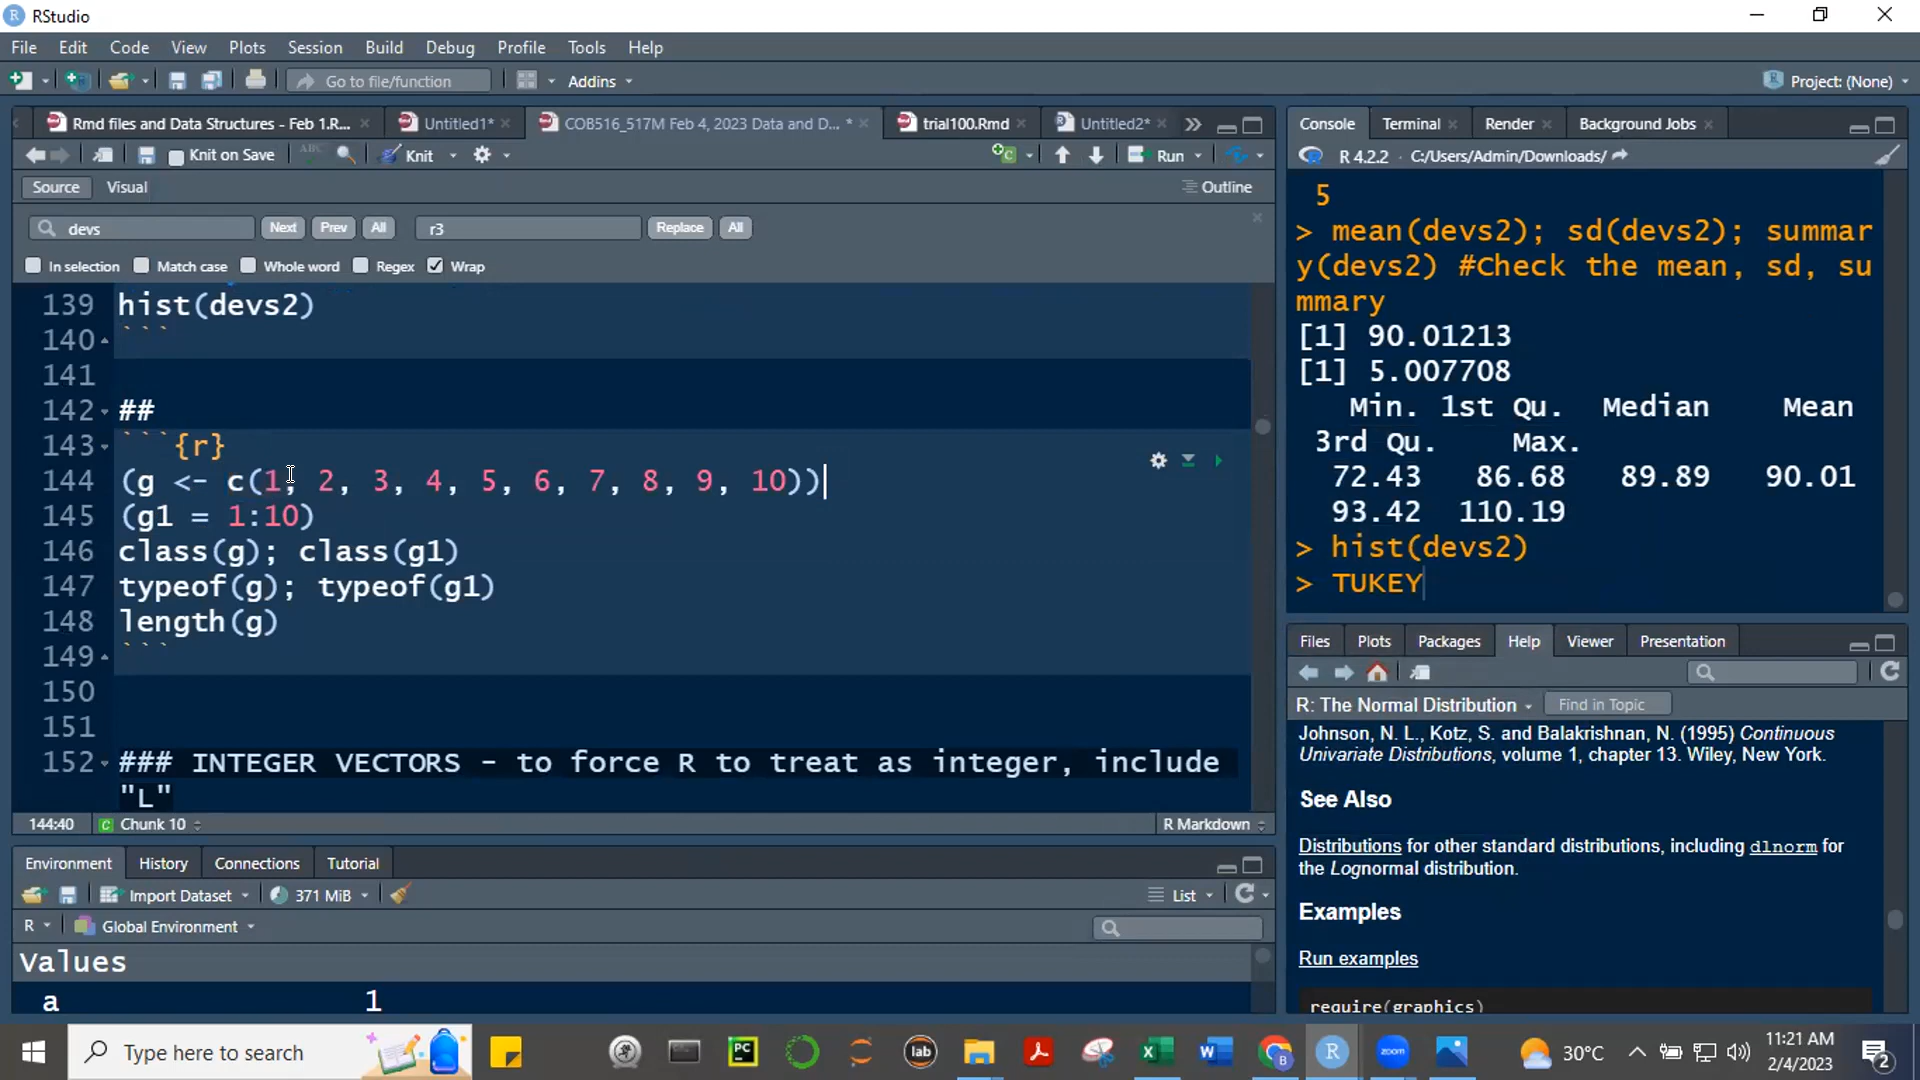 RStudio
File Edit Code View Plots Session Build Debug Profile Tools Help
Go to file/function Addins Project: (None)
Rmd files and Data Structures - Feb 1.R... Untitled1* COB516_517M Feb 4, 2023 Data and D... * trial100.Rmd Untitled2*
Knit on Save ABC Knit Run
Source Visual Outline
devs Next Prev All r3 Replace All
In selection Match case Whole word Regex Wrap
139 hist(devs2)
140 ```
141
142 ##
143 ```{r}
144 (g <- c(1, 2, 3, 4, 5, 6, 7, 8, 9, 10))
145 (g1 = 1:10)
146 class(g); class(g1)
147 typeof(g); typeof(g1)
148 length(g)
149 ```
150
151
152 ### INTEGER VECTORS - to force R to treat as integer, include
"L"
144:40 Chunk 10 R Markdown
Environment History Connections Tutorial
Import Dataset 371 MiB List
R Global Environment
Values
a 1
Console Terminal Render Background Jobs
R 4.2.2 · C:/Users/Admin/Downloads/
5
> mean(devs2); sd(devs2); summar
y(devs2) #Check the mean, sd, su
mmary
[1] 90.01213
[1] 5.007708
Min. 1st Qu. Median Mean
3rd Qu. Max.
72.43 86.68 89.89 90.01
93.42 110.19
> hist(devs2)
> TUKEY
Files Plots Packages Help Viewer Presentation
R: The Normal Distribution Find in Topic
Johnson, N. L., Kotz, S. and Balakrishnan, N. (1995) Continuous
Univariate Distributions, volume 1, chapter 13. Wiley, New York.
See Also
Distributions for other standard distributions, including dlnorm for
the Lognormal distribution.
Examples
Run examples
require(graphics)
Type here to search PC lab 30°C 11:21 AM
2/4/2023 2